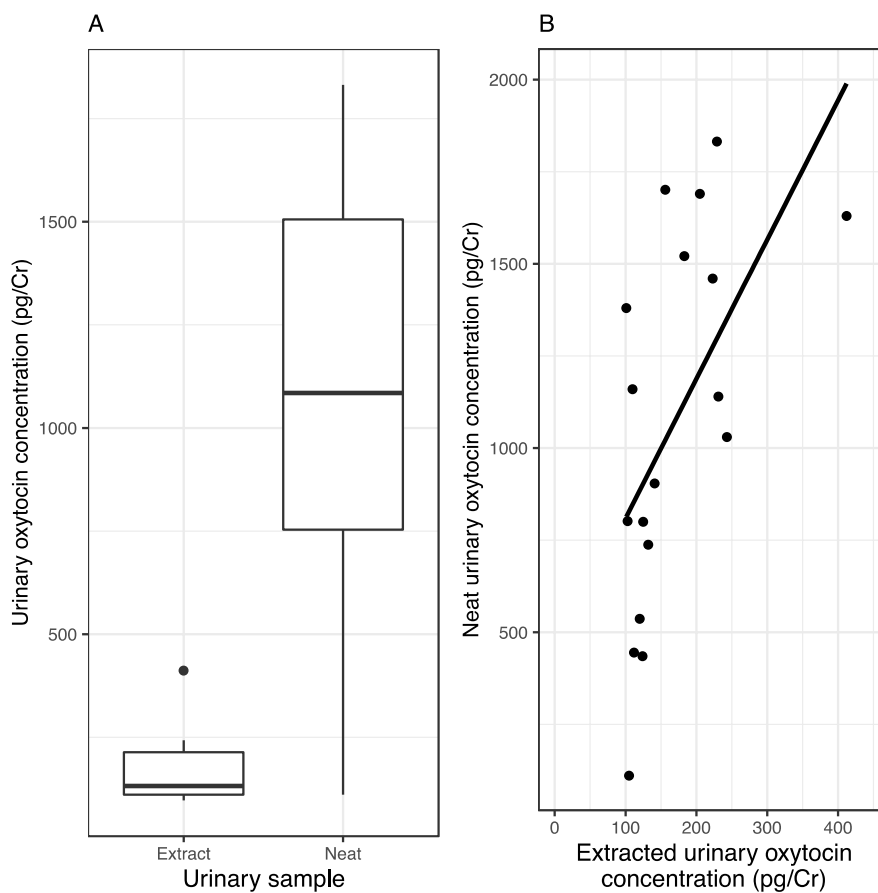 A
Urinary oxytocin concentration (pg/Cr)
1500
1000
500
Extract
Neat
Urinary sample
B
Neat urinary oxytocin concentration (pg/Cr)
2000
1500
1000
500
0
100
200
300
400
Extracted urinary oxytocin
concentration (pg/Cr)